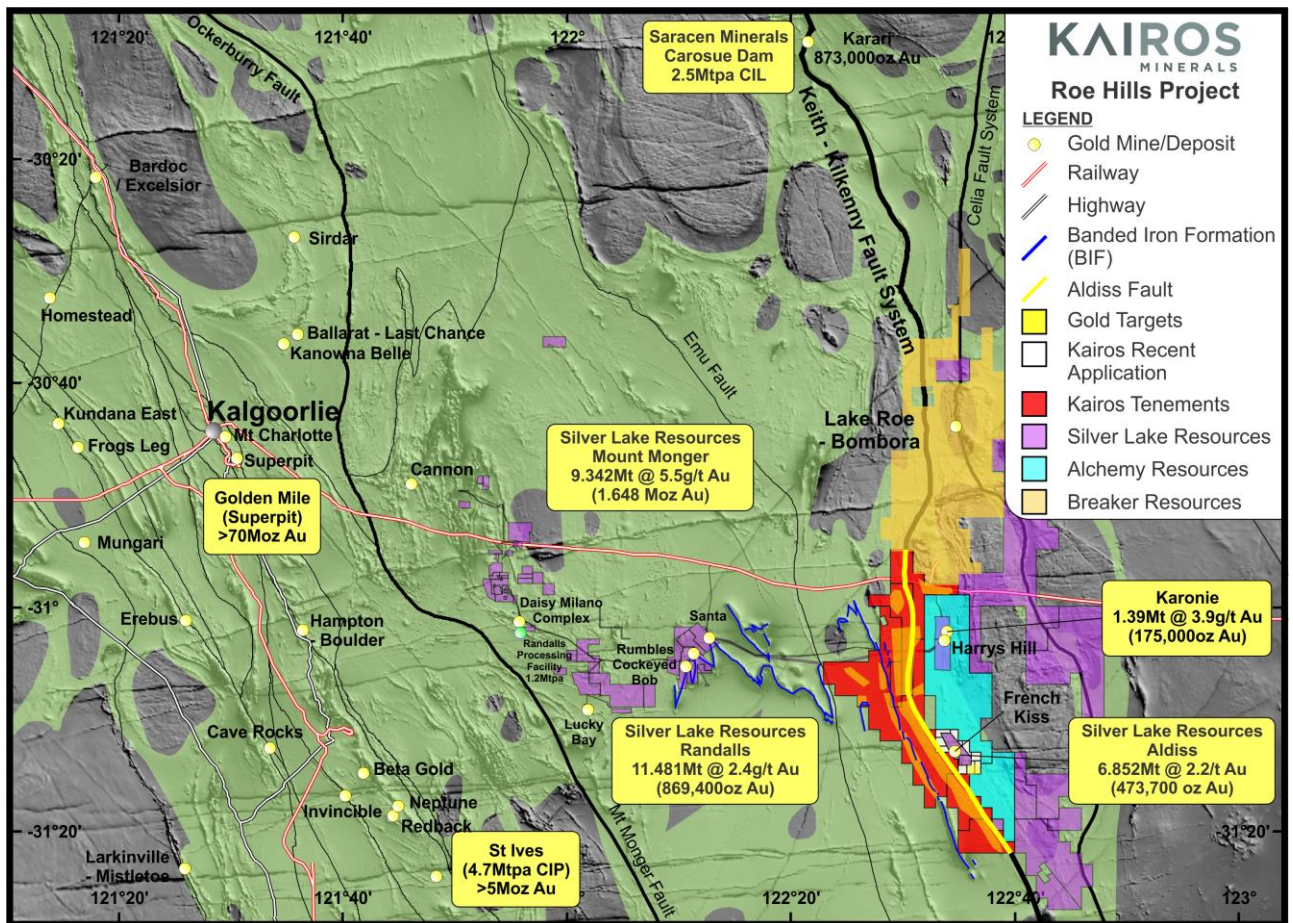 121°20'
121°40'
122°
12
Ockerburry Fault
Saracen Minerals
Carosue Dam
2.5Mtpa CIL
Karari
873,000oz Au
KAIROS
MINERALS
Roe Hills Project
LEGEND
Gold Mine/Deposit
Railway
Highway
Banded Iron Formation
(BIF)
Aldiss Fault
Gold Targets
Kairos Recent
Application
Kairos Tenements
Silver Lake Resources
Alchemy Resources
Breaker Resources
Keith - Kilkenny Fault System
Celia Fault System
-30°20'
Bardoc
/ Excelsior
Sirdar
Homestead
Ballarat - Last Chance
Kanowna Belle
Emu Fault
-30°40'
Kundana East
Kalgoorlie
Mt Charlotte
Frogs Leg
Superpit
Lake Roe
- Bombora
Cannon
Silver Lake Resources
Mount Monger
9.342Mt @ 5.5g/t Au
(1.648 Moz Au)
Golden Mile
(Superpit)
>70Moz Au
Mungari
-31°
Erebus
Hampton
Boulder
Daisy Milano
Complex
Randalls
Processing
Facility
1.2Mtpa
Santa
Rumbles
Cockeyed
Bob
Lucky
Bay
Karonie
1.39Mt @ 3.9g/t Au
(175,000oz Au)
Harrys Hill
French
Kiss
Cave Rocks
Silver Lake Resources
Randalls
11.481Mt @ 2.4g/t Au
(869,400oz Au)
Silver Lake Resources
Aldiss
6.852Mt @ 2.2/t Au
(473,700 oz Au)
Beta Gold
Invincible
Neptune
Redback
-31°20'
-31°20'
Larkinville
- Mistletoe
St Ives
(4.7Mtpa CIP)
>5Moz Au
Mt Monger Fault
121°20'
121°40'
122°20'
122°40'
123°